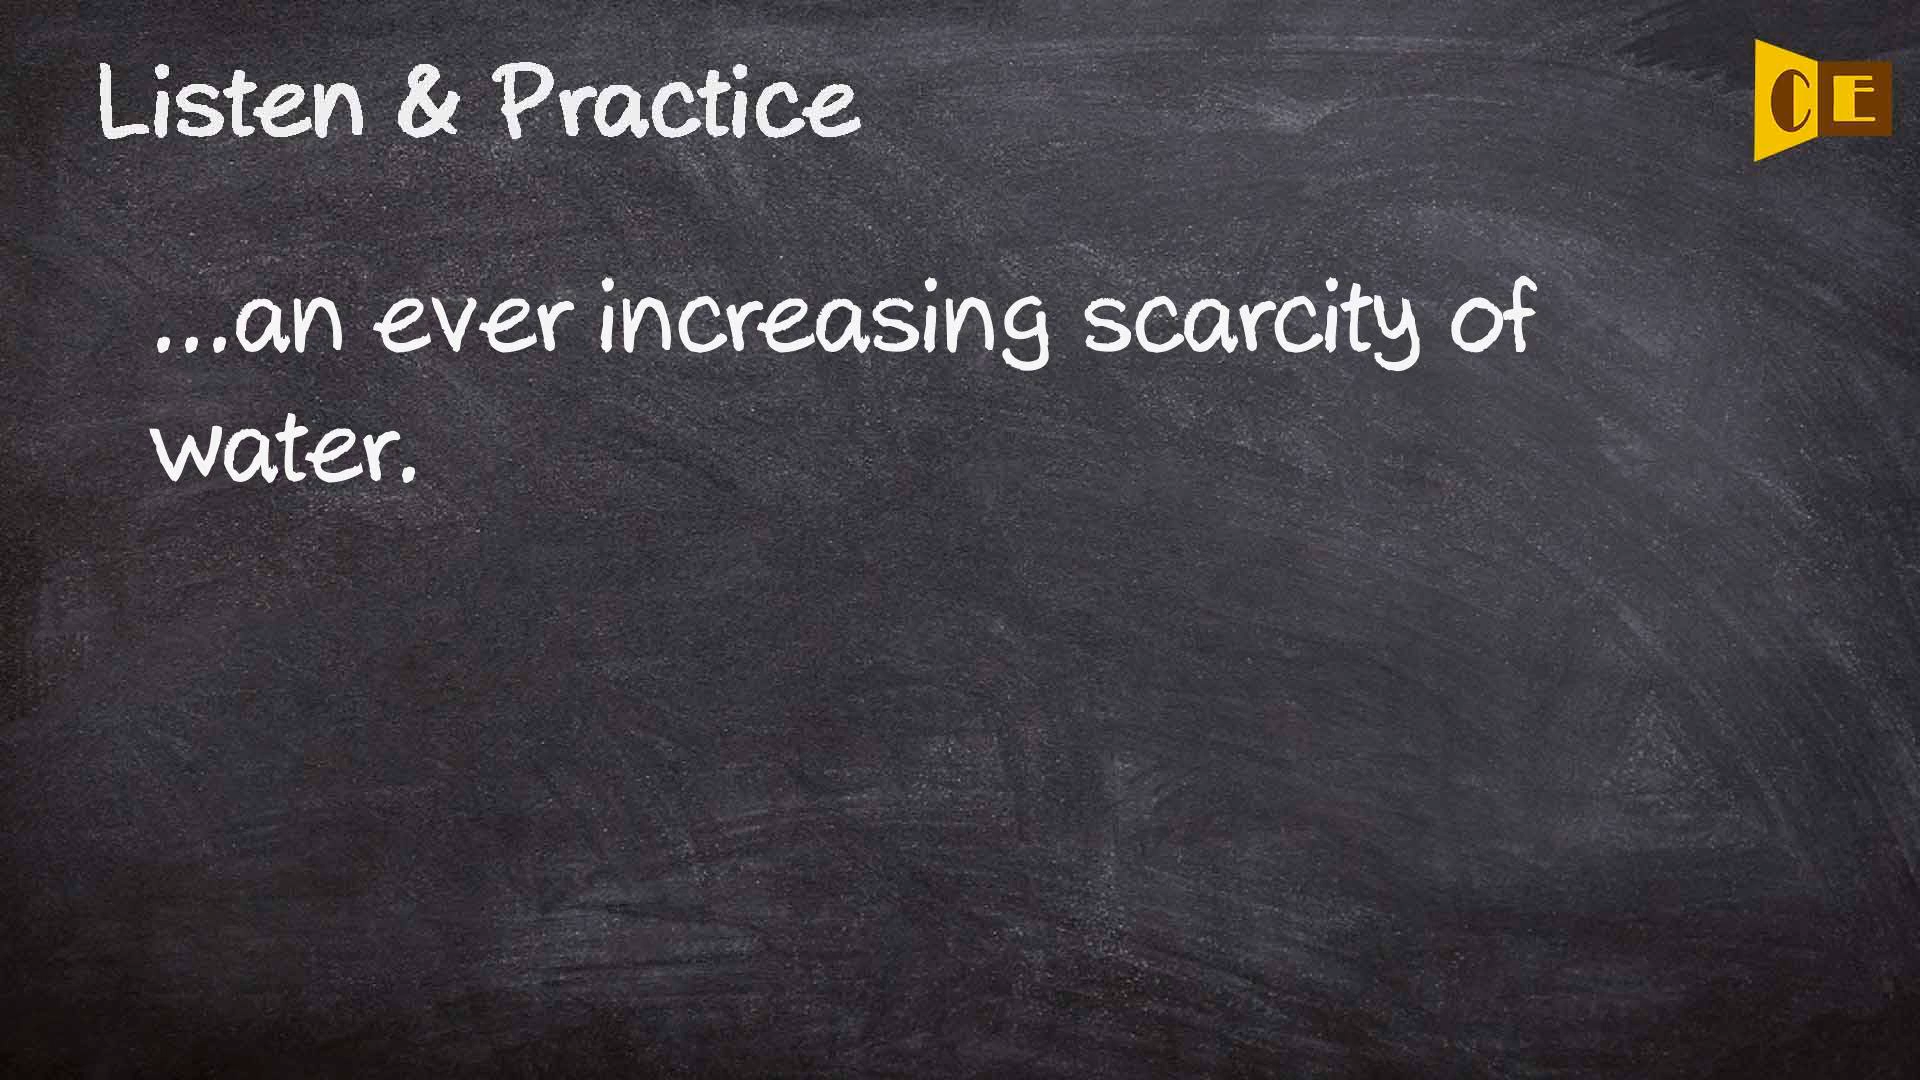 Listen & Practice
CE
...an ever increasing scarcity of
water.